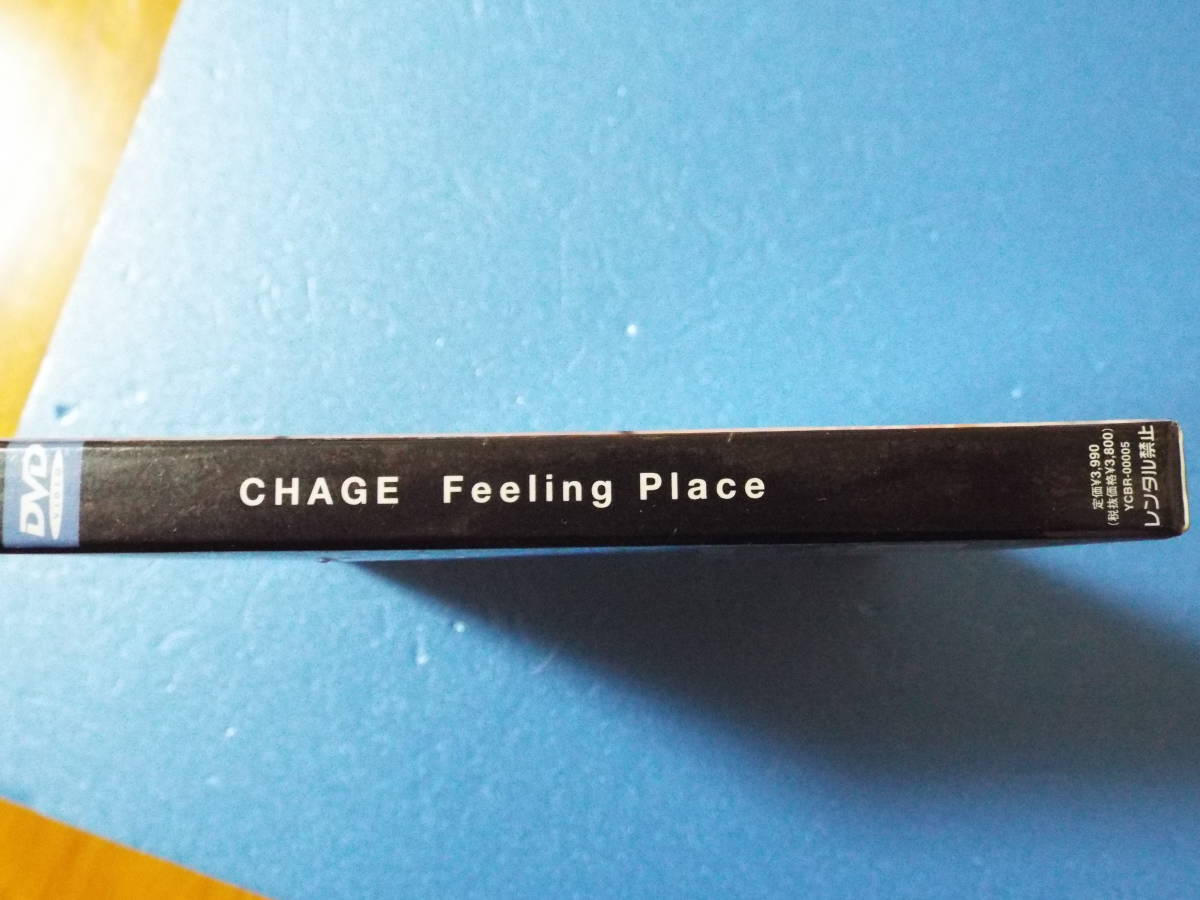 DVD
VIDEO
CHAGE Feeling Place
定価¥3,990
(税抜価格¥3,800)
YCBR-00005
レンタル禁止